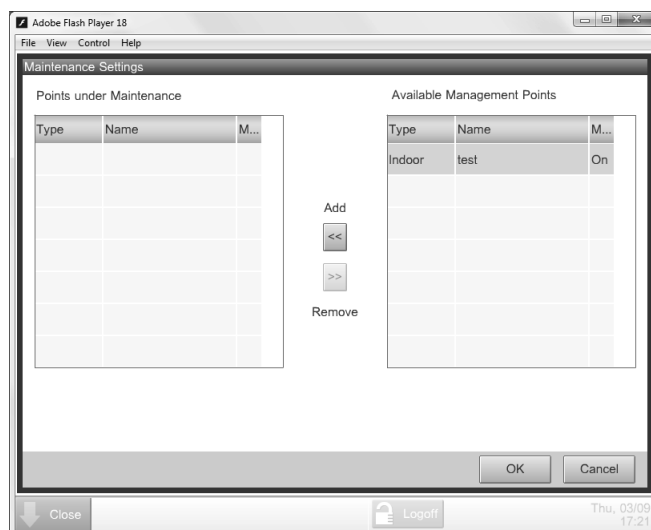 Adobe Flash Player 18
File View Control Help
Maintenance Settings
Points under Maintenance
Available Management Points
Type Name M...
Type Name M...
Indoor test On
Add
<<
>>
Remove
OK Cancel
Close Logoff Thu, 03/09
17:21